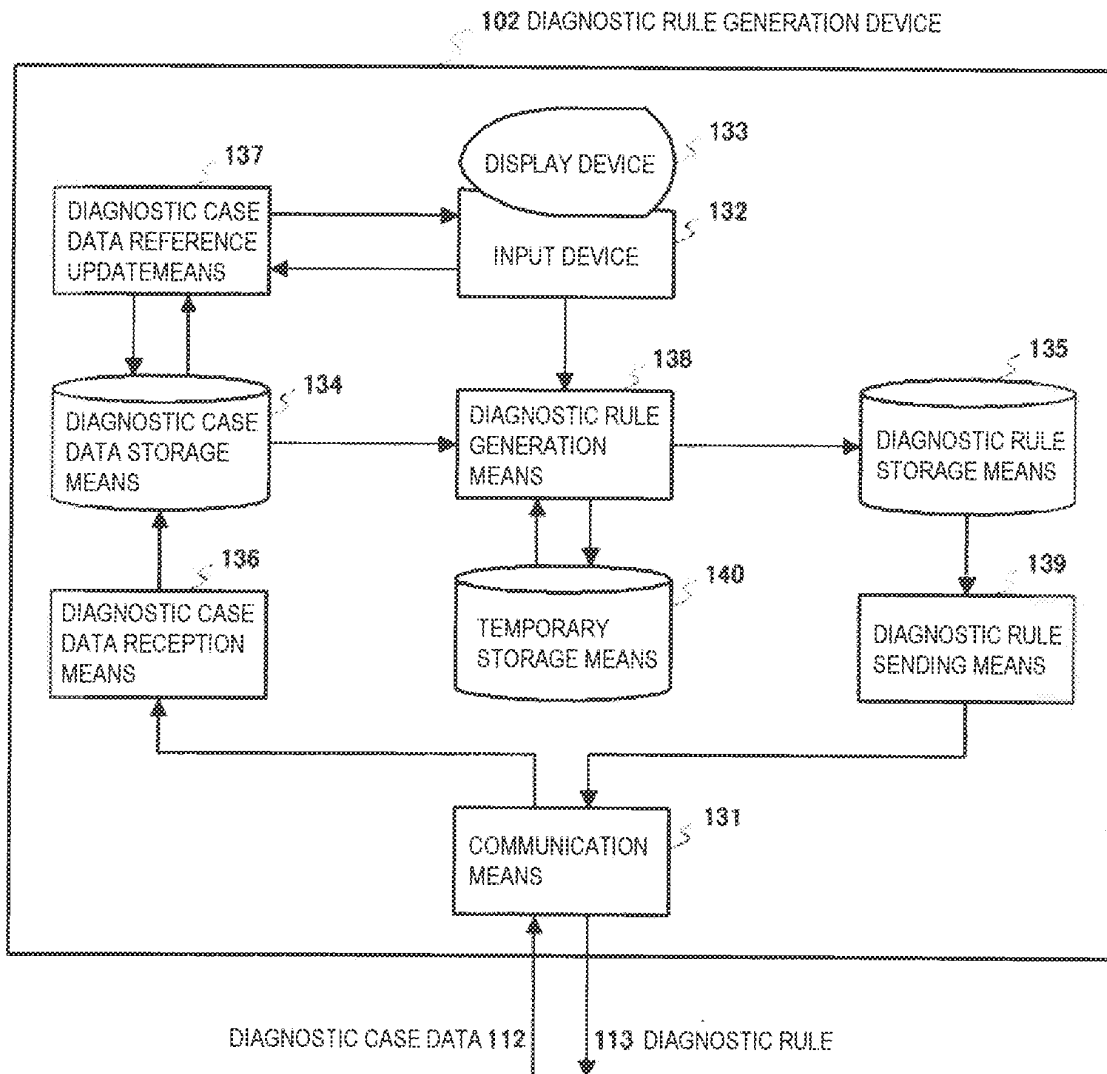 102 DIAGNOSTIC RULE GENERATION DEVICE
133
DISPLAY DEVICE
137
DIAGNOSTIC CASE
DATA REFERENCE
UPDATEMEANS
132
INPUT DEVICE
134
DIAGNOSTIC CASE
DATA STORAGE
MEANS
138
DIAGNOSTIC RULE
GENERATION
MEANS
135
DIAGNOSTIC RULE
STORAGE MEANS
136
DIAGNOSTIC CASE
DATA RECEPTION
MEANS
140
TEMPORARY
STORAGE MEANS
139
DIAGNOSTIC RULE
SENDING MEANS
131
COMMUNICATION
MEANS
DIAGNOSTIC CASE DATA 112
113 DIAGNOSTIC RULE